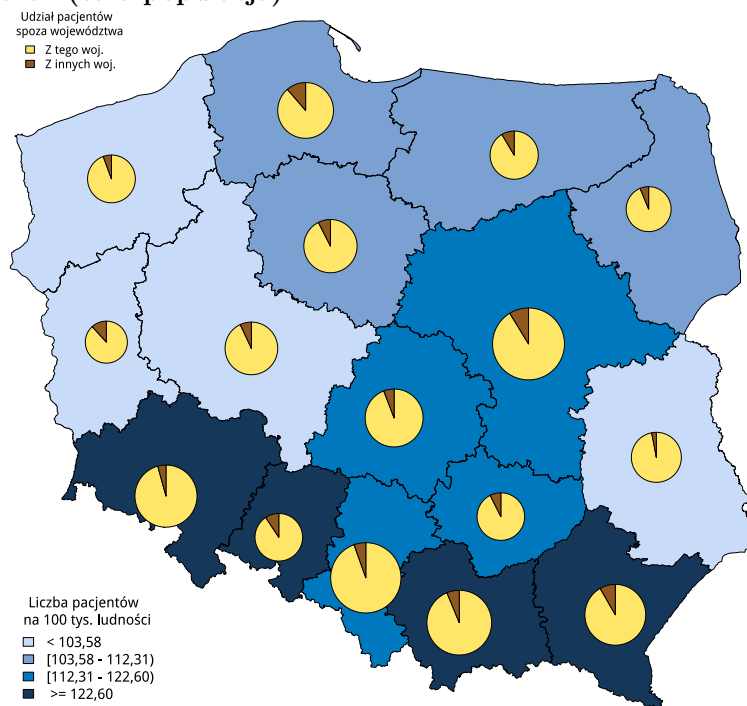 Udział pacjentów
spoza województwa
Z tego woj.
Z innych woj.
Liczba pacjentów
na 100 tys. ludności
< 103,58
[103,58 - 112,31)
[112,31 - 122,60)
>= 122,60